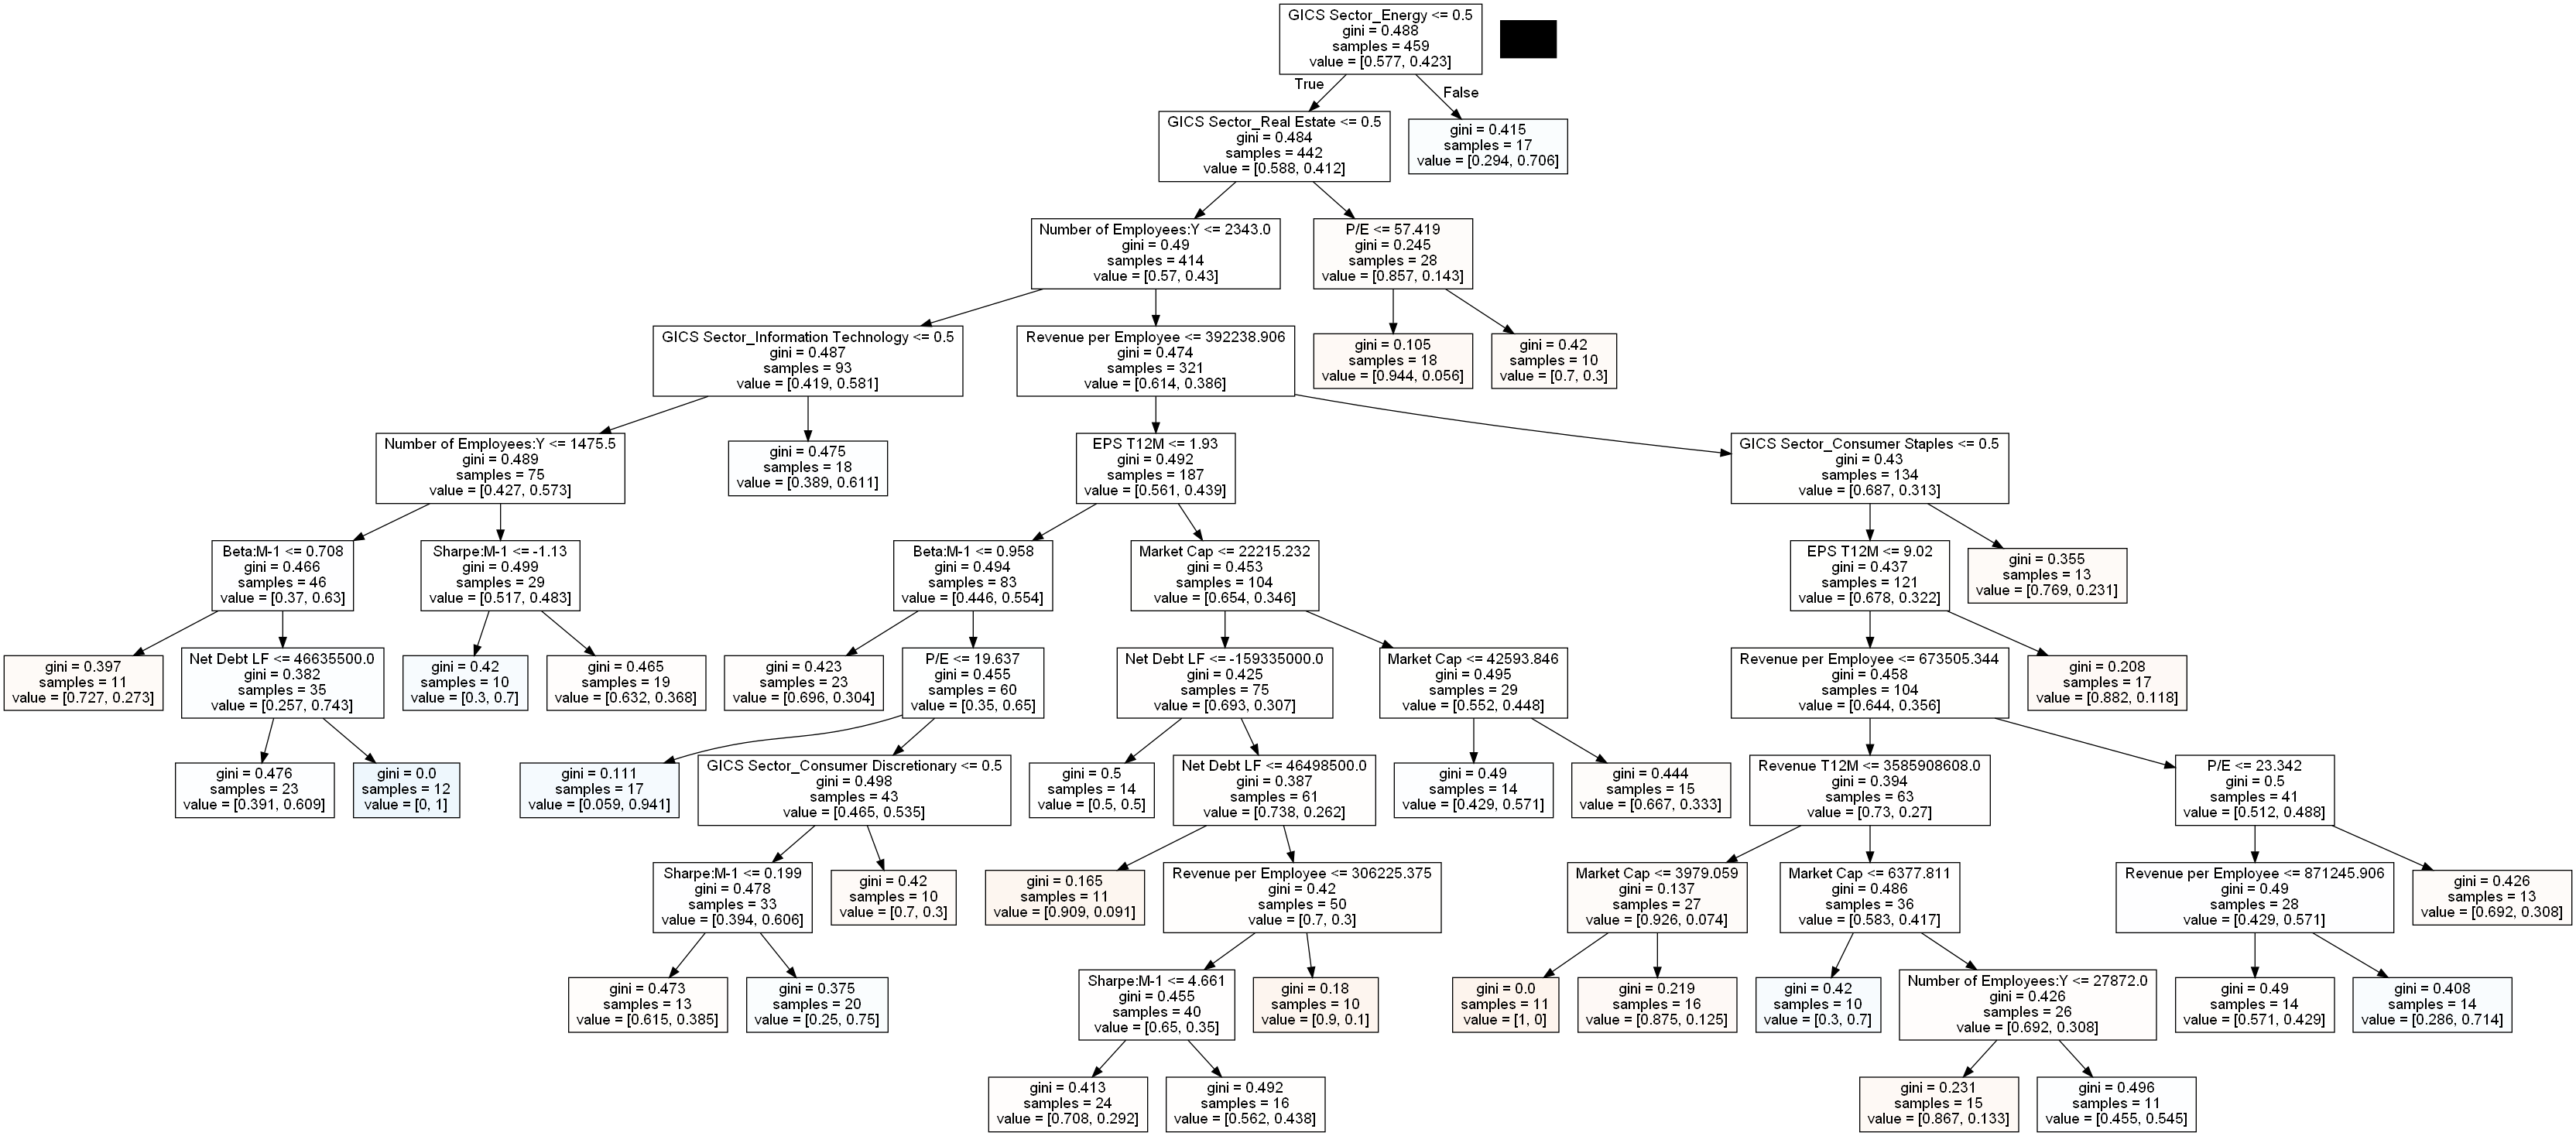 GICS Sector_Energy <= 0.5
gini = 0.488
samples = 459
value = [0.577, 0.423]
True
False
GICS Sector_Real Estate <= 0.5
gini = 0.484
samples = 442
value = [0.588, 0.412]
gini = 0.415
samples = 17
value = [0.294, 0.706]
Number of Employees:Y <= 2343.0
gini = 0.49
samples = 414
value = [0.57, 0.43]
P/E <= 57.419
gini = 0.245
samples = 28
value = [0.857, 0.143]
GICS Sector_Information Technology <= 0.5
gini = 0.487
samples = 93
value = [0.419, 0.581]
Revenue per Employee <= 392238.906
gini = 0.474
samples = 321
value = [0.614, 0.386]
gini = 0.105
samples = 18
value = [0.944, 0.056]
gini = 0.42
samples = 10
value = [0.7, 0.3]
Number of Employees:Y <= 1475.5
gini = 0.489
samples = 75
value = [0.427, 0.573]
gini = 0.475
samples = 18
value = [0.389, 0.611]
EPS T12M <= 1.93
gini = 0.492
samples = 187
value = [0.561, 0.439]
GICS Sector_Consumer Staples <= 0.5
gini = 0.43
samples = 134
value = [0.687, 0.313]
Beta:M-1 <= 0.708
gini = 0.466
samples = 46
value = [0.37, 0.63]
Sharpe:M-1 <= -1.13
gini = 0.499
samples = 29
value = [0.517, 0.483]
Beta:M-1 <= 0.958
gini = 0.494
samples = 83
value = [0.446, 0.554]
Market Cap <= 22215.232
gini = 0.453
samples = 104
value = [0.654, 0.346]
EPS T12M <= 9.02
gini = 0.437
samples = 121
value = [0.678, 0.322]
gini = 0.355
samples = 13
value = [0.769, 0.231]
gini = 0.397
samples = 11
value = [0.727, 0.273]
Net Debt LF <= 46635500.0
gini = 0.382
samples = 35
value = [0.257, 0.743]
gini = 0.42
samples = 10
value = [0.3, 0.7]
gini = 0.465
samples = 19
value = [0.632, 0.368]
gini = 0.423
samples = 23
value = [0.696, 0.304]
P/E <= 19.637
gini = 0.455
samples = 60
value = [0.35, 0.65]
Net Debt LF <= -159335000.0
gini = 0.425
samples = 75
value = [0.693, 0.307]
Market Cap <= 42593.846
gini = 0.495
samples = 29
value = [0.552, 0.448]
Revenue per Employee <= 673505.344
gini = 0.458
samples = 104
value = [0.644, 0.356]
gini = 0.208
samples = 17
value = [0.882, 0.118]
gini = 0.476
samples = 23
value = [0.391, 0.609]
gini = 0.0
samples = 12
value = [0, 1]
gini = 0.111
samples = 17
value = [0.059, 0.941]
GICS Sector_Consumer Discretionary <= 0.5
gini = 0.498
samples = 43
value = [0.465, 0.535]
gini = 0.5
samples = 14
value = [0.5, 0.5]
Net Debt LF <= 46498500.0
gini = 0.387
samples = 61
value = [0.738, 0.262]
gini = 0.49
samples = 14
value = [0.429, 0.571]
gini = 0.444
samples = 15
value = [0.667, 0.333]
Revenue T12M <= 3585908608.0
gini = 0.394
samples = 63
value = [0.73, 0.27]
P/E <= 23.342
gini = 0.5
samples = 41
value = [0.512, 0.488]
Sharpe:M-1 <= 0.199
gini = 0.478
samples = 33
value = [0.394, 0.606]
gini = 0.42
samples = 10
value = [0.7, 0.3]
gini = 0.165
samples = 11
value = [0.909, 0.091]
Revenue per Employee <= 306225.375
gini = 0.42
samples = 50
value = [0.7, 0.3]
Market Cap <= 3979.059
gini = 0.137
samples = 27
value = [0.926, 0.074]
Market Cap <= 6377.811
gini = 0.486
samples = 36
value = [0.583, 0.417]
Revenue per Employee <= 871245.906
gini = 0.49
samples = 28
value = [0.429, 0.571]
gini = 0.426
samples = 13
value = [0.692, 0.308]
gini = 0.473
samples = 13
value = [0.615, 0.385]
gini = 0.375
samples = 20
value = [0.25, 0.75]
Sharpe:M-1 <= 4.661
gini = 0.455
samples = 40
value = [0.65, 0.35]
gini = 0.18
samples = 10
value = [0.9, 0.1]
gini = 0.0
samples = 11
value = [1, 0]
gini = 0.219
samples = 16
value = [0.875, 0.125]
gini = 0.42
samples = 10
value = [0.3, 0.7]
Number of Employees:Y <= 27872.0
gini = 0.426
samples = 26
value = [0.692, 0.308]
gini = 0.49
samples = 14
value = [0.571, 0.429]
gini = 0.408
samples = 14
value = [0.286, 0.714]
gini = 0.413
samples = 24
value = [0.708, 0.292]
gini = 0.492
samples = 16
value = [0.562, 0.438]
gini = 0.231
samples = 15
value = [0.867, 0.133]
gini = 0.496
samples = 11
value = [0.455, 0.545]